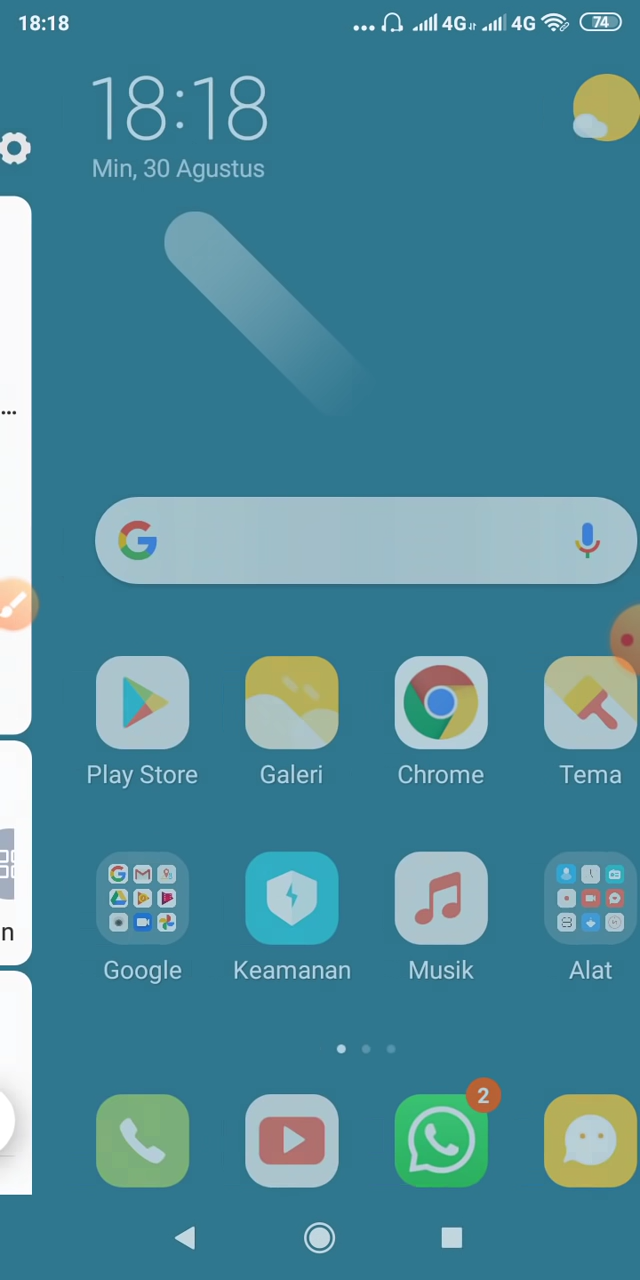 18:18
4G
4G
74
18:18
Min, 30 Agustus
...
Play Store
Galeri
Chrome
Tema
n
Google
Keamanan
Musik
Alat
2